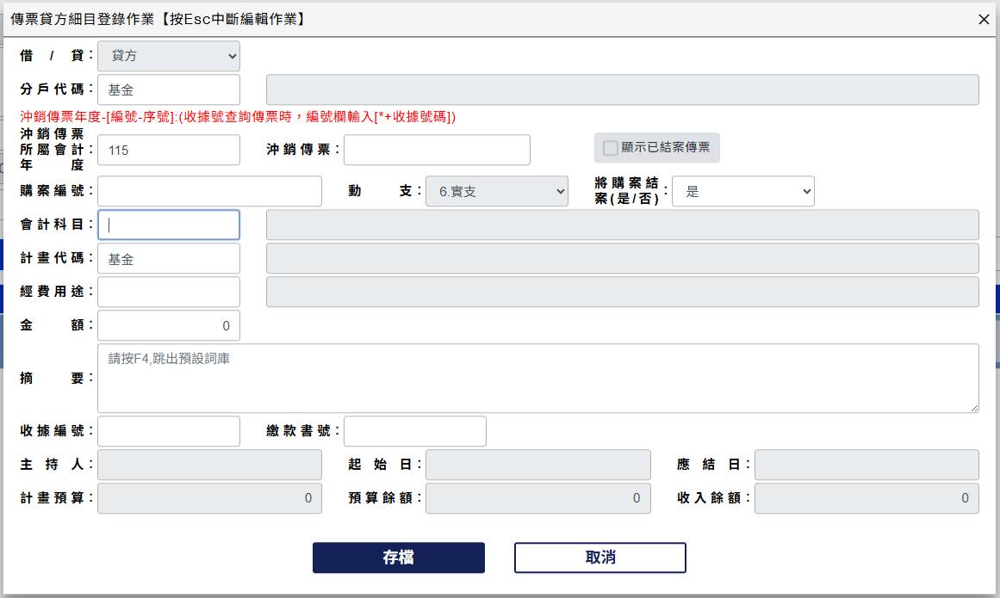 傳票貸方細目登錄作業【按Esc中斷編輯作業】
借 / 貸：貸方
分戶代碼：基金
沖銷傳票年度-[編號-序號]:(收據號查詢傳票時，編號欄輸入[*+收據號碼])
沖銷傳票所屬會計年度：115 沖銷傳票： 顯示已結案傳票
購案編號： 動支：6.實支 將購案結案(是/否)：是
會計科目：
計畫代碼：基金
經費用途：
金額：0
摘要：請按F4,跳出預設詞庫
收據編號： 繳款書號：
主持人： 起始日： 應結日：
計畫預算：0 預算餘額：0 收入餘額：0
存檔 取消